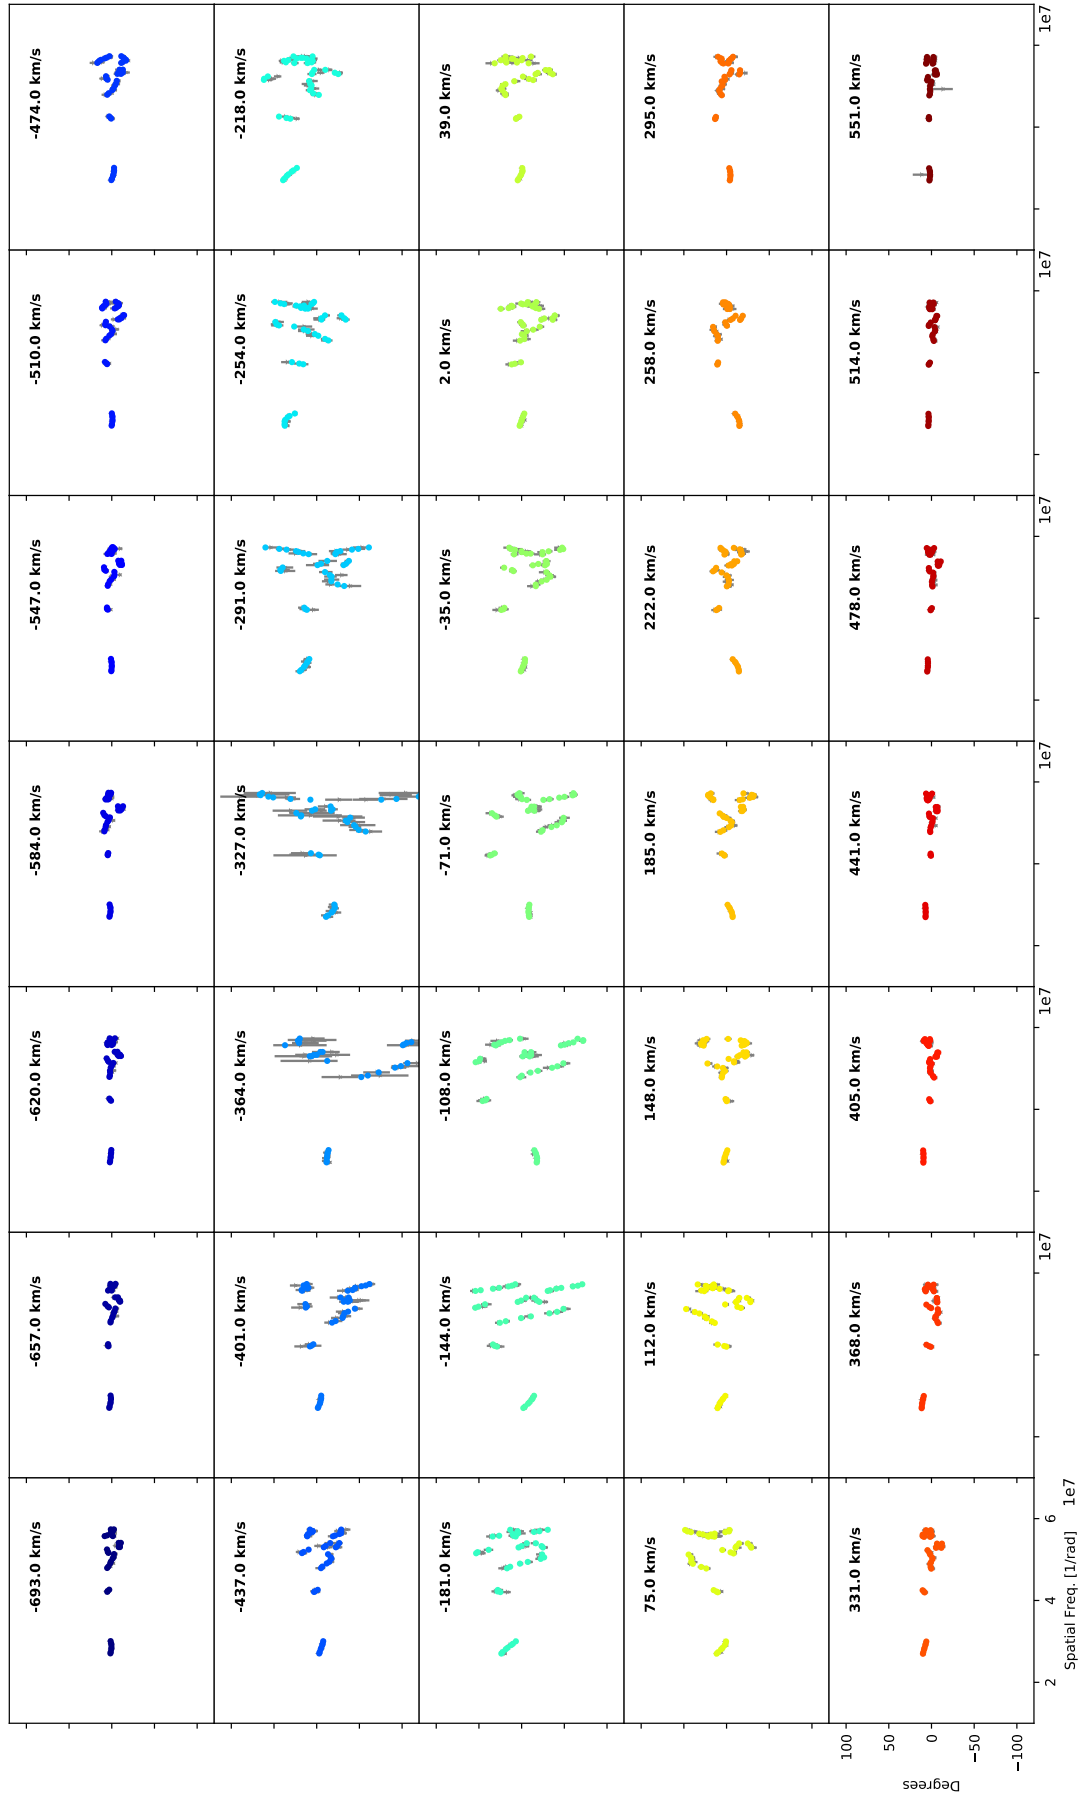 -693.0 km/s
-657.0 km/s
-620.0 km/s
-584.0 km/s
-547.0 km/s
-510.0 km/s
-474.0 km/s
-437.0 km/s
-401.0 km/s
-364.0 km/s
-327.0 km/s
-291.0 km/s
-254.0 km/s
-218.0 km/s
-181.0 km/s
-144.0 km/s
-108.0 km/s
-71.0 km/s
-35.0 km/s
2.0 km/s
39.0 km/s
75.0 km/s
112.0 km/s
148.0 km/s
185.0 km/s
222.0 km/s
258.0 km/s
295.0 km/s
331.0 km/s
368.0 km/s
405.0 km/s
441.0 km/s
478.0 km/s
514.0 km/s
551.0 km/s
100
50
0
−50
−100
Degrees
2
4
6
1e7
1e7
1e7
1e7
1e7
1e7
1e7
Spatial Freq. [1/rad]